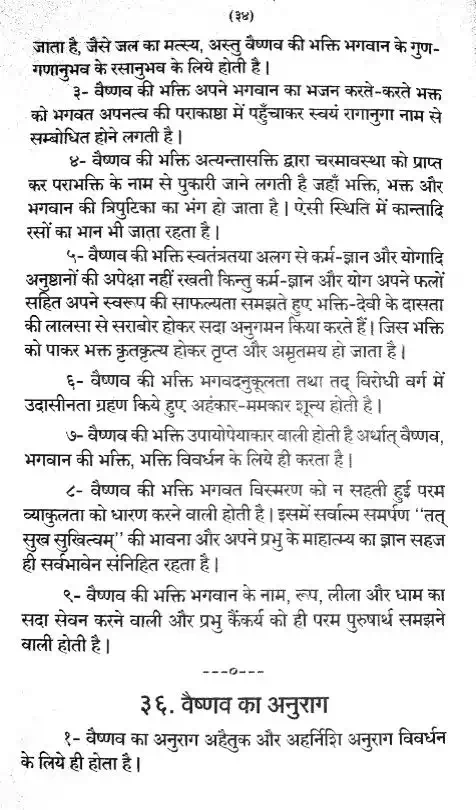 (३४)
जाता है, जैसे जल का मत्स्य, अस्तु वैष्णव की भक्ति भगवान के गुण-
गणानुभव के रसानुभव के लिये होती है।
३- वैष्णव की भक्ति अपने भगवान का भजन करते-करते भक्त
को भगवत अपनत्व की पराकाष्ठा में पहुँचाकर स्वयं रागानुगा नाम से
सम्बोधित होने लगती है।
४- वैष्णव की भक्ति अत्यन्तासक्ति द्वारा चरमावस्था को प्राप्त
कर पराभक्ति के नाम से पुकारी जाने लगती है जहाँ भक्ति, भक्त और
भगवान की त्रिपुटिका का भंग हो जाता है। ऐसी स्थिति में कान्तादि
रसों का भान भी जाता रहता है।
५- वैष्णव की भक्ति स्वतंत्रतया अलग से कर्म-ज्ञान और योगादि
अनुष्ठानों की अपेक्षा नहीं रखती किन्तु कर्म-ज्ञान और योग अपने फलों
सहित अपने स्वरूप की साफल्यता समझते हुए भक्ति-देवी के दासता
की लालसा से सराबोर होकर सदा अनुगमन किया करते हैं। जिस भक्ति
को पाकर भक्त कृतकृत्य होकर तृप्त और अमृतमय हो जाता है।
६- वैष्णव की भक्ति भगवदनुकूलता तथा तद् विरोधी वर्ग में
उदासीनता ग्रहण किये हुए अहंकार-ममकार शून्य होती है।
७- वैष्णव की भक्ति उपायोपेयाकार वाली होती है अर्थात् वैष्णव,
भगवान की भक्ति, भक्ति विवर्धन के लिये ही करता है।
८- वैष्णव की भक्ति भगवत विस्मरण को न सहती हुई परम
व्याकुलता को धारण करने वाली होती है। इसमें सर्वात्म समर्पण "तत्
सुख सुखित्वम्" की भावना और अपने प्रभु के माहात्म्य का ज्ञान सहज
ही सर्वभावेन संनिहित रहता है।
९- वैष्णव की भक्ति भगवान के नाम, रूप, लीला और धाम का
सदा सेवन करने वाली और प्रभु कैंकर्य को ही परम पुरुषार्थ समझने
वाली होती है।
---०---
३६. वैष्णव का अनुराग
१- वैष्णव का अनुराग अहैतुक और अहर्निशि अनुराग विवर्धन
के लिये ही होता है।